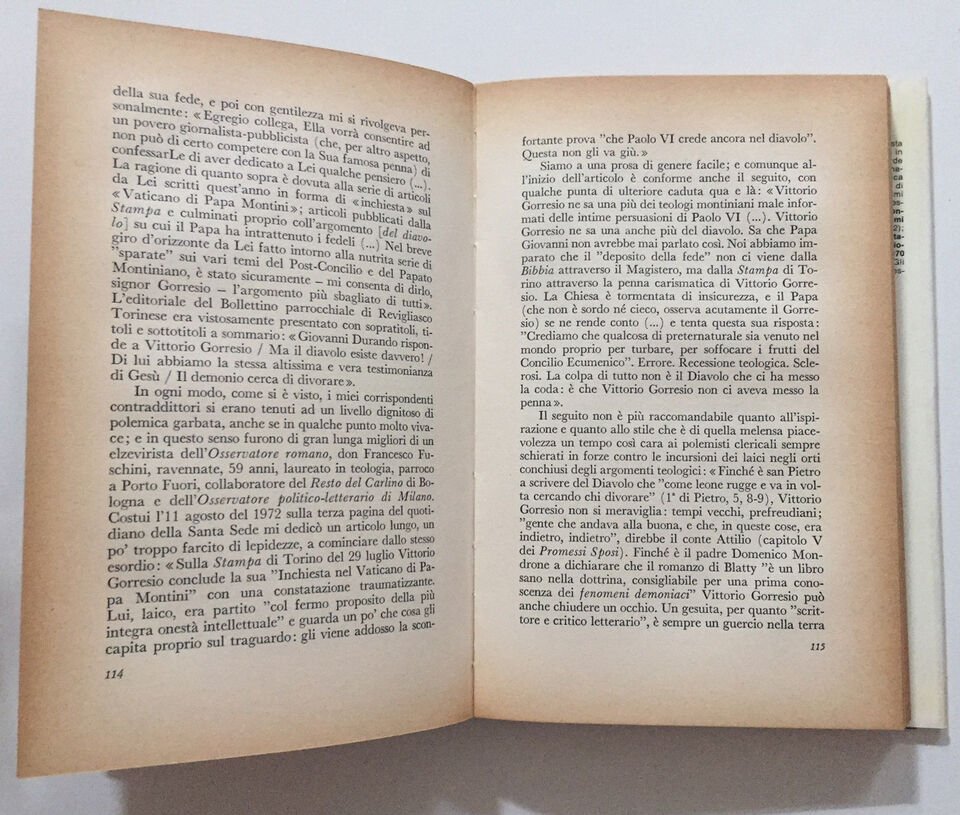 della sua fede, e poi con gentilezza mi si rivolgeva per-
sonalmente: « Egregio collega, Ella vorrà consentire ad
un povero giornalista-pubblicista (che, per altro aspetto,
non può di certo competere con la Sua famosa penna) di
confessarLe di aver dedicato a Lei qualche pensiero (...).
La ragione di quanto sopra è dovuta alla serie di articoli
da Lei scritti quest'anno in forma di « inchiesta » sul
« Vaticano di Papa Montini »; articoli pubblicati dalla
Stampa e culminati proprio coll'argomento [del diavo-
lo] su cui il Papa ha intrattenuto i fedeli (...) Nel breve
giro d'orizzonte da Lei fatto intorno alla nutrita serie di
"sparate" sui vari temi del Post-Concilio e del Papato
Montiniano, è stato sicuramente – mi consenta di dirlo,
signor Gorresio – l'argomento più sbagliato di tutti».
L'editoriale del Bollettino parrocchiale di Revigliasco
Torinese era vistosamente presentato con sopratitoli, ti-
toli e sottotitoli a sommario: « Giovanni Durando rispon-
de a Vittorio Gorresio / Ma il diavolo esiste davvero! /
Di lui abbiamo la stessa altissima e vera testimonianza
di Gesù / Il demonio cerca di divorare ».
In ogni modo, come si è visto, i miei corrispondenti
contraddittori si erano tenuti ad un livello dignitoso di
polemica garbata, anche se in qualche punto molto viva-
ce; e in questo senso furono di gran lunga migliori di un
elzevirista dell'Osservatore romano, don Francesco Fu-
schini, ravennate, 59 anni, laureato in teologia, parroco
a Porto Fuori, collaboratore del Resto del Carlino di Bo-
logna e dell'Osservatore politico-letterario di Milano.
Costui l'11 agosto del 1972 sulla terza pagina del quoti-
diano della Santa Sede mi dedicò un articolo lungo, un
po' troppo farcito di lepidezze, a cominciare dallo stesso
esordio: « Sulla Stampa di Torino del 29 luglio Vittorio
Gorresio conclude la sua "Inchiesta nel Vaticano di Pa-
pa Montini" con una constatazione traumatizzante.
Lui, laico, era partito "col fermo proposito della più
integra onestà intellettuale" e guarda un po' che cosa gli
capita proprio sul traguardo: gli viene addosso la scon-
114
fortante prova "che Paolo VI crede ancora nel diavolo".
Questa non gli va giù. »
Siamo a una prosa di genere facile; e comunque al-
l'inizio dell'articolo è conforme anche il seguito, con
qualche punta di ulteriore caduta qua e là: « Vittorio
Gorresio ne sa una più dei teologi montiniani male infor-
mati delle intime persuasioni di Paolo VI (...). Vittorio
Gorresio ne sa una anche più del diavolo. Sa che Papa
Giovanni non avrebbe mai parlato così. Noi abbiamo
imparato che il "deposito della fede" non ci viene dalla
Bibbia attraverso il Magistero, ma dalla Stampa di To-
rino attraverso la penna carismatica di Vittorio Gorre-
sio. La Chiesa è tormentata di insicurezza, e il Papa
(che non è sordo né cieco, osserva acutamente il Gorre-
sio) se ne rende conto (...) e tenta questa sua risposta:
"Crediamo che qualcosa di preternaturale sia venuto nel
mondo proprio per turbare, per soffocare i frutti del
Concilio Ecumenico". Errore. Recessione teologica. Scle-
rosi. La colpa di tutto non è il Diavolo che ci ha messo
la coda: è che Vittorio Gorresio non ci aveva messo la
penna ».
Il seguito non è più raccomandabile quanto all'ispi-
razione e quanto allo stile che è di quella melensa piace-
volezza un tempo così cara ai polemisti clericali sempre
schierati in forze contro le incursioni dei laici negli orti
conchiusi degli argomenti teologici: « Finché è san Pietro
a scrivere del Diavolo che "come leone rugge e va in vol-
ta cercando chi divorare" (1ª di Pietro, 5, 8-9), Vittorio
Gorresio non si meraviglia: tempi vecchi, prefreudiani;
"gente che andava alla buona, e che, in queste cose, era
indietro, indietro", direbbe il conte Attilio (capitolo V
dei Promessi Sposi). Finché è il padre Domenico Mon-
drone a dichiarare che il romanzo di Blatty "è un libro
sano nella dottrina, consigliabile per una prima cono-
scenza dei fenomeni demoniaci" Vittorio Gorresio può
anche chiudere un occhio. Un gesuita, per quanto "scrit-
tore e critico letterario", è sempre un guercio nella terra
115